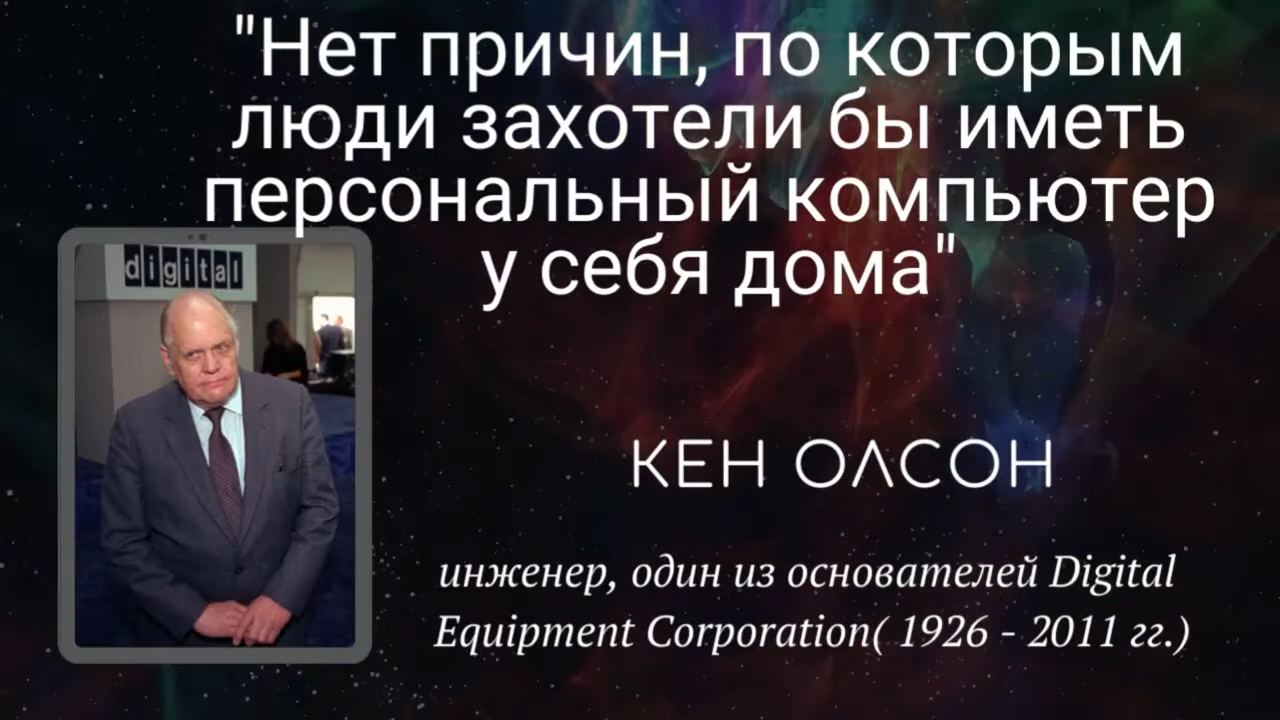 "Нет причин, по которым
люди захотели бы иметь
персональный компьютер
у себя дома"
digital
КЕН ОЛСОН
инженер, один из основателей Digital
Equipment Corporation( 1926 - 2011 гг.)